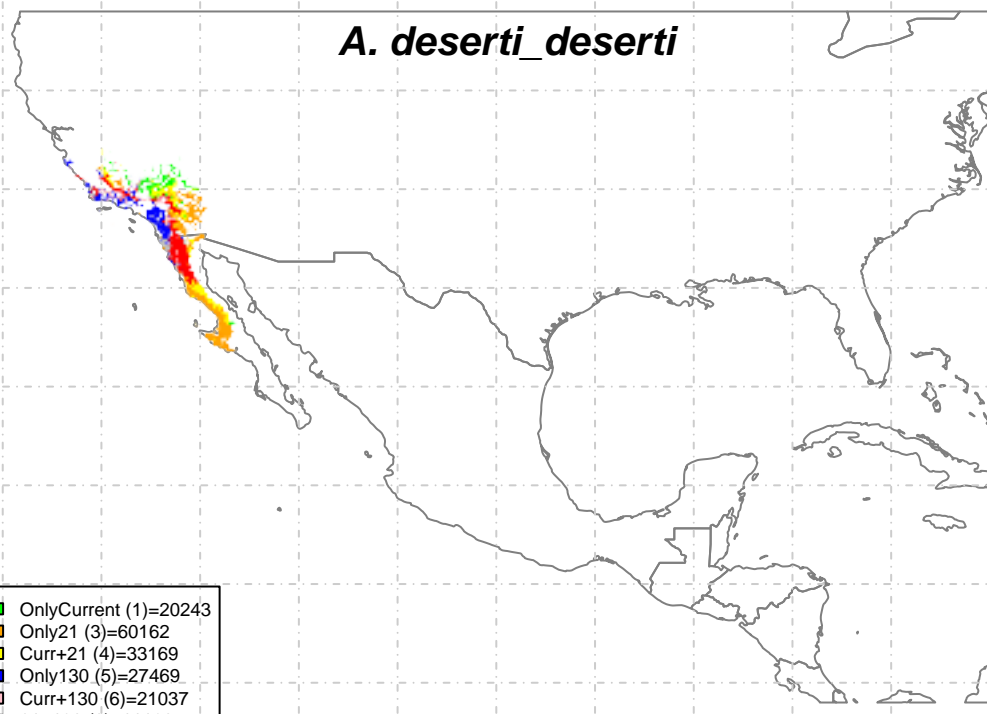 A. deserti_deserti
OnlyCurrent (1)=20243
Only21 (3)=60162
Curr+21 (4)=33169
Only130 (5)=27469
Curr+130 (6)=21037